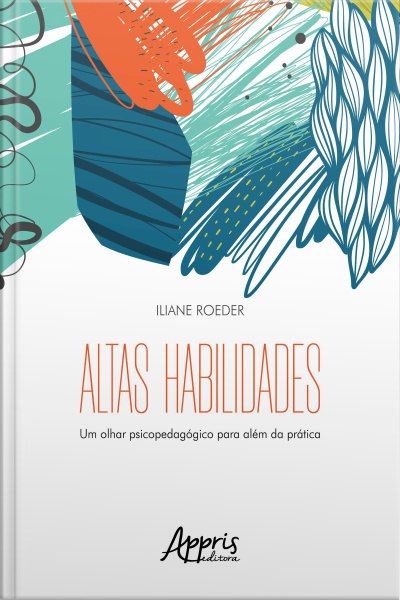 ILIANE ROEDER
ALTAS HABILIDADES
Um olhar psicopedagógico para além da prática
Appris
editora